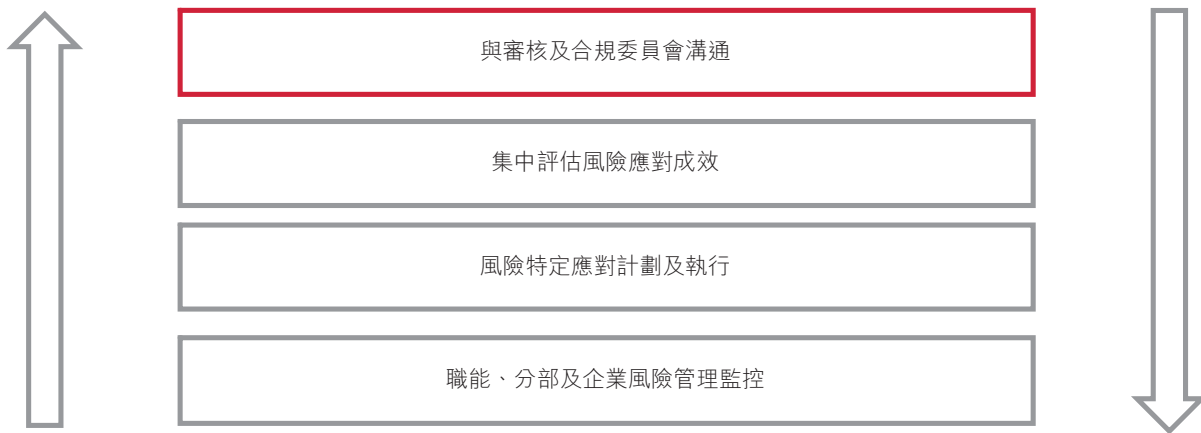 與審核及合規委員會溝通
集中評估風險應對成效
風險特定應對計劃及執行
職能、分部及企業風險管理監控